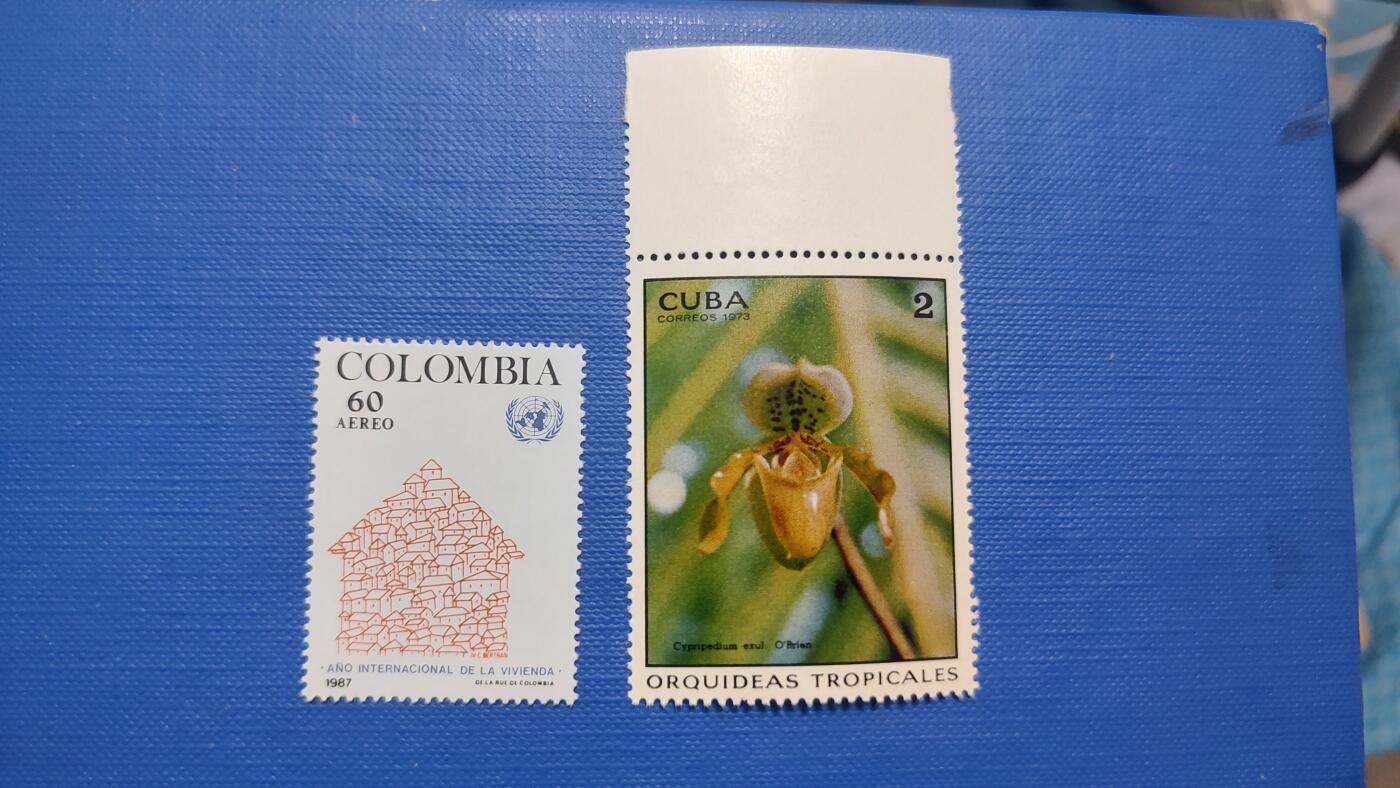 COLOMBIA
60
AEREO
M.C. BERTRAN
· AÑO INTERNACIONAL DE LA VIVIENDA ·
1987
DE LA RUE DE COLOMBIA
CUBA
2
CORREOS 1973
Cypripedium exul. O'Brien
ORQUIDEAS TROPICALES